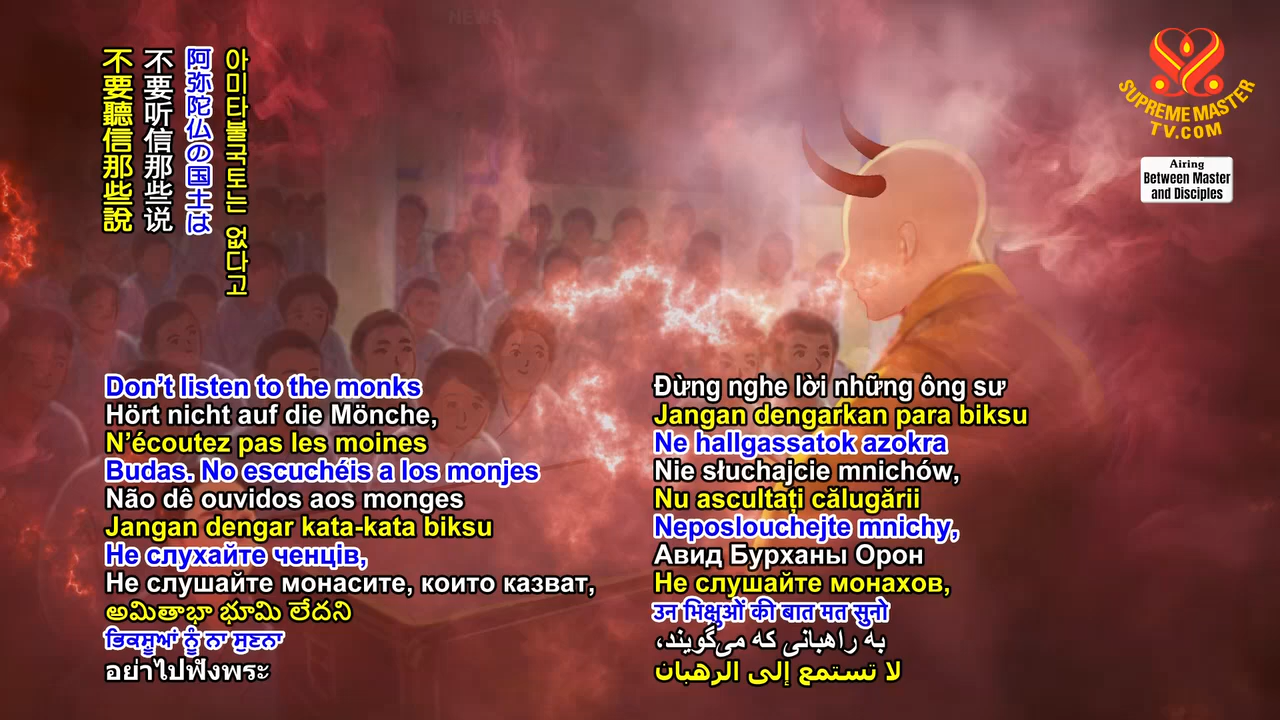 NEWS
SUPREME MASTER
TV.COM
Airing
Between Master
and Disciples
아미타불국토는 없다고
阿弥陀仏の国土は
不要听信那些说
不要聽信那些說
Don’t listen to the monks
Hört nicht auf die Mönche,
N’écoutez pas les moines
Budas. No escuchéis a los monjes
Não dê ouvidos aos monges
Jangan dengar kata-kata biksu
Не слухайте ченців,
Не слушайте монасите, които казват,
అమితాభా భూమి లేదని
ਭਿਕਸ਼ੂਆਂ ਨੂੰ ਨਾ ਸੁਣਨਾ
อย่าไปฟังพระ
Đừng nghe lời những ông sư
Jangan dengarkan para biksu
Ne hallgassatok azokra
Nie słuchajcie mnichów,
Nu ascultați călugării
Neposlouchejte mnichy,
Авид Бурханы Орон
Не слушайте монахов,
उन भिक्षुओं की बात मत सुनो
به راهبانی که می‌گویند،
لا تستمع إلى الرهبان